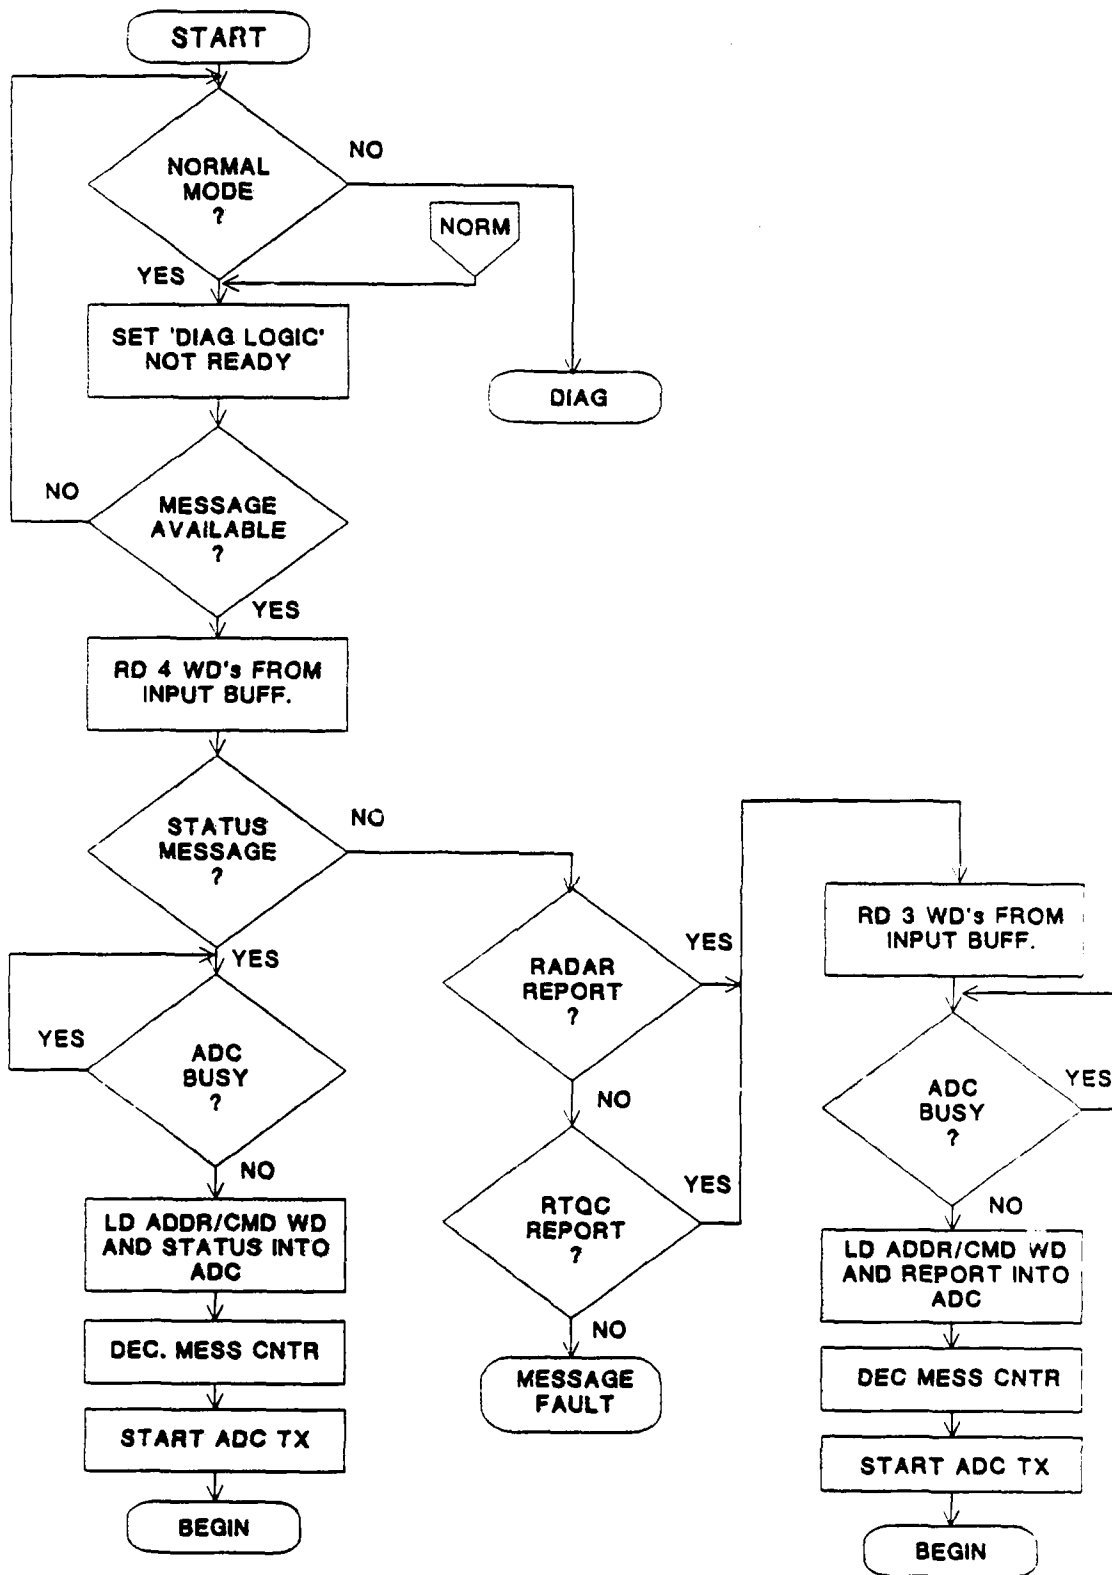 START
NORMAL
MODE
?
NO
NORM
YES
SET 'DIAG LOGIC'
NOT READY
DIAG
MESSAGE
AVAILABLE
?
NO
YES
RD 4 WD's FROM
INPUT BUFF.
STATUS
MESSAGE
?
NO
YES
ADC
BUSY
?
YES
NO
LD ADDR/CMD WD
AND STATUS INTO
ADC
DEC. MESS CNTR
START ADC TX
BEGIN
RADAR
REPORT
?
YES
NO
RTQC
REPORT
?
YES
NO
MESSAGE
FAULT
RD 3 WD's FROM
INPUT BUFF.
ADC
BUSY
?
YES
NO
LD ADDR/CMD WD
AND REPORT INTO
ADC
DEC MESS CNTR
START ADC TX
BEGIN